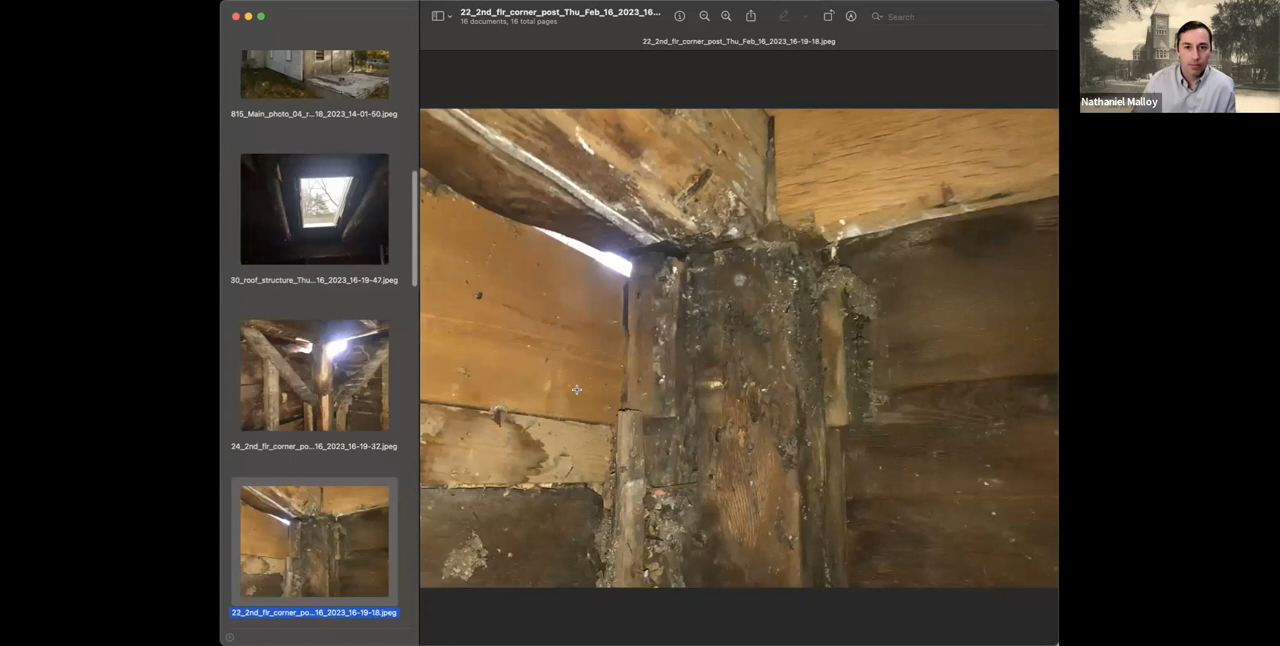 22_2nd_flr_corner_post_Thu_Feb_16_2023_16...
16 documents, 16 total pages
Search
22_2nd_flr_corner_post_Thu_Feb_16_2023_16-19-18.jpeg
815_Main_photo_04_r...18_2023_14-01-50.jpeg
30_roof_structure_Thu...16_2023_16-19-47.jpeg
24_2nd_flr_corner_po...16_2023_16-19-32.jpeg
22_2nd_flr_corner_po...16_2023_16-19-18.jpeg
Nathaniel Malloy